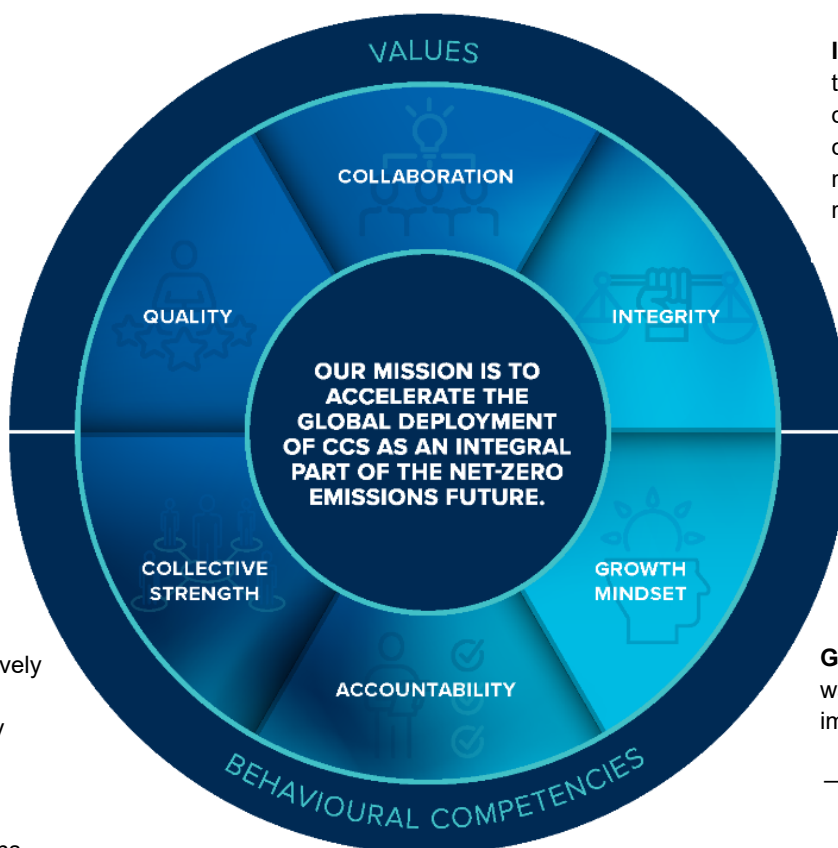 VALUES
COLLABORATION
QUALITY
INTEGRITY
OUR MISSION IS TO
ACCELERATE THE
GLOBAL DEPLOYMENT
OF CCS AS AN INTEGRAL
PART OF THE NET-ZERO
EMISSIONS FUTURE.
COLLECTIVE
STRENGTH
GROWTH
MINDSET
ACCOUNTABILITY
BEHAVIOURAL COMPETENCIES